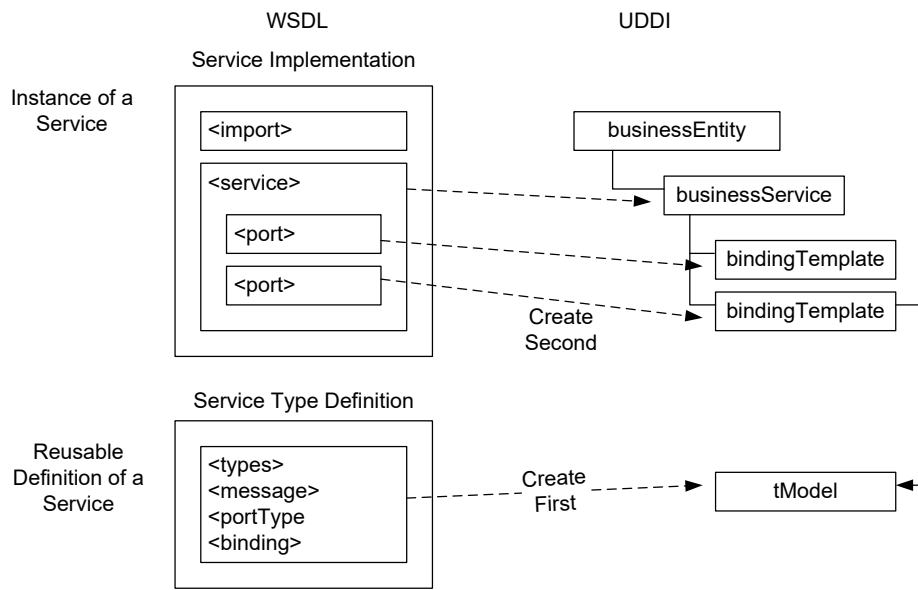 WSDL
UDDI
Service Implementation
Instance of a
Service
<import>
<service>
<port>
<port>
businessEntity
businessService
bindingTemplate
bindingTemplate
Create
Second
Service Type Definition
Reusable
Definition of a
Service
<types>
<message>
<portType
<binding>
Create
First
tModel